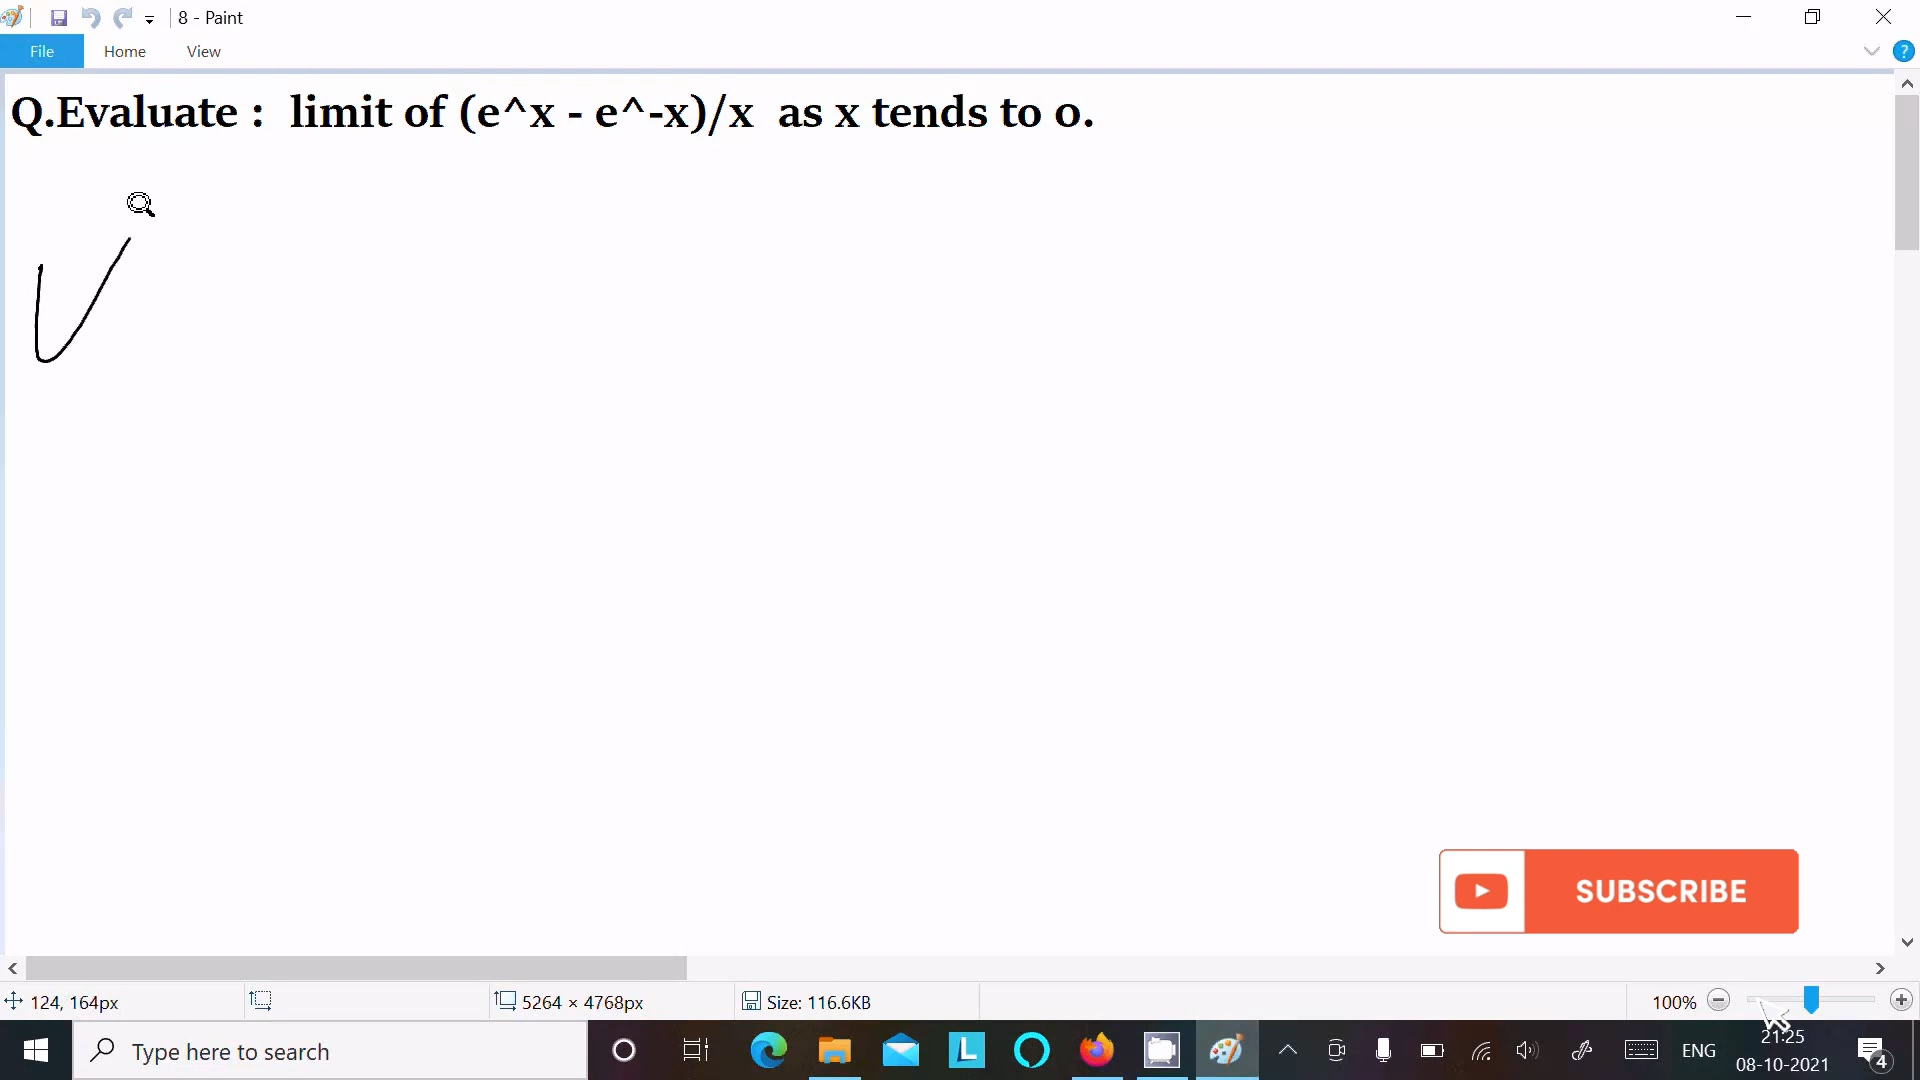 8 - Paint
File Home View
Q.Evaluate : limit of (e^x - e^-x)/x as x tends to 0.
SUBSCRIBE
124, 164px 5264 × 4768px Size: 116.6KB 100%
Type here to search L ENG 21:25
08-10-2021 4